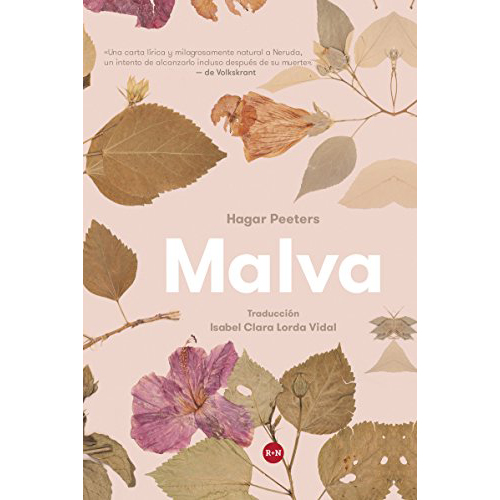 «Una carta lírica y milagrosamente natural a Neruda,
un intento de alcanzarlo incluso después de su muerte».
— de Volkskrant
Hagar Peeters
Malva
Traducción
Isabel Clara Lorda Vidal
R+N